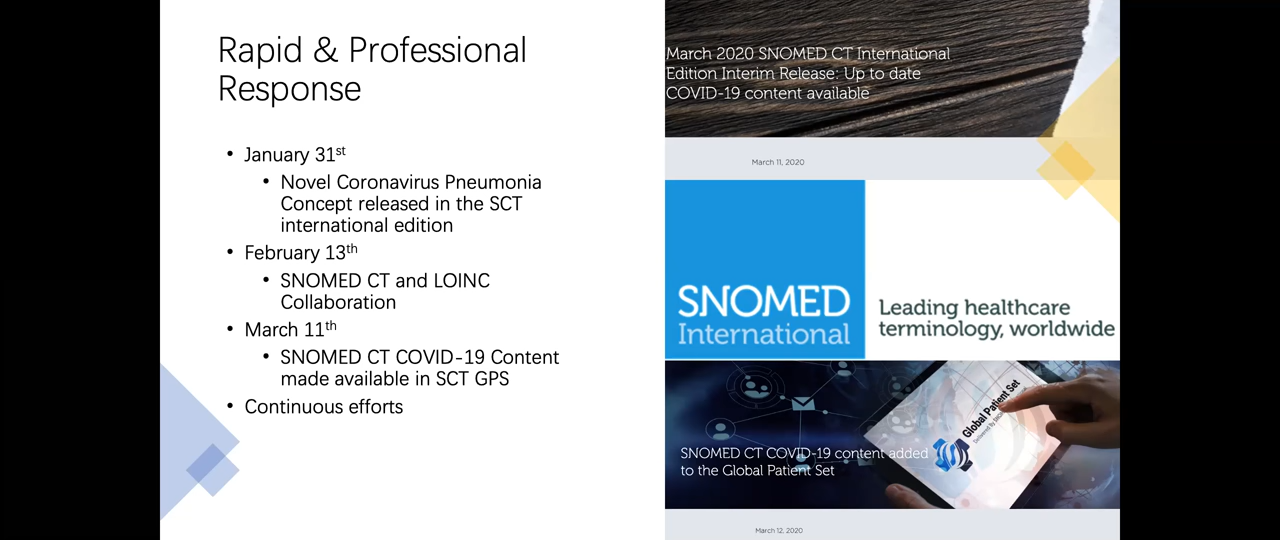 Rapid & Professional
Response
• January 31st
• Novel Coronavirus Pneumonia
Concept released in the SCT
international edition
• February 13th
• SNOMED CT and LOINC
Collaboration
• March 11th
• SNOMED CT COVID-19 Content
made available in SCT GPS
• Continuous efforts
March 2020 SNOMED CT International
Edition Interim Release: Up to date
COVID-19 content available
March 11, 2020
SNOMED
International
Leading healthcare
terminology, worldwide
Global Patient Set
SNOMED CT COVID-19 content added
to the Global Patient Set
March 12, 2020